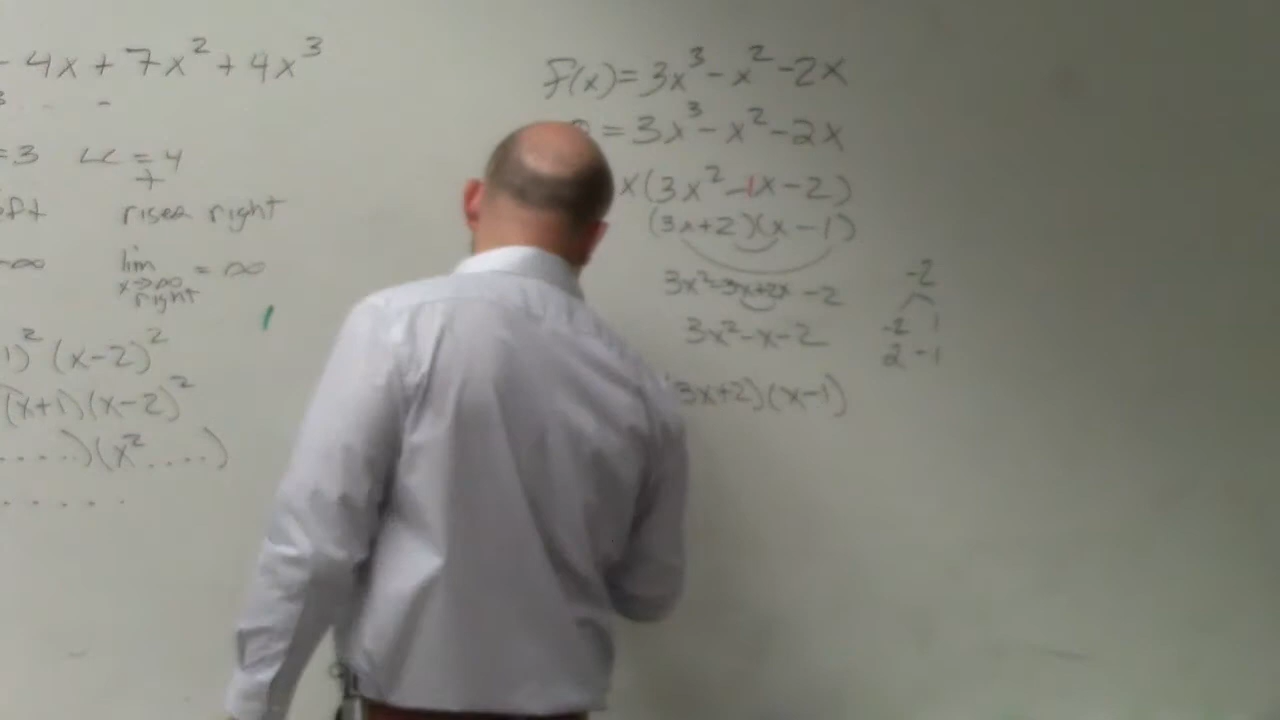 - 4x + 7x² + 4x³
= 3 LC = 4
+
rises right
lim = ∞
x→∞
right
1
)² (x-2)²
(x+1)(x-2)²
....)(x²....)
. . . . .
f(x) = 3x³ - x² - 2x
= 3x³ - x² - 2x
x(3x² - 1x - 2)
(3x+2)(x - 1)
3x² - 3x + 2x - 2
3x² - x - 2
(3x+2)(x-1)
-2
-2 1
2 -1